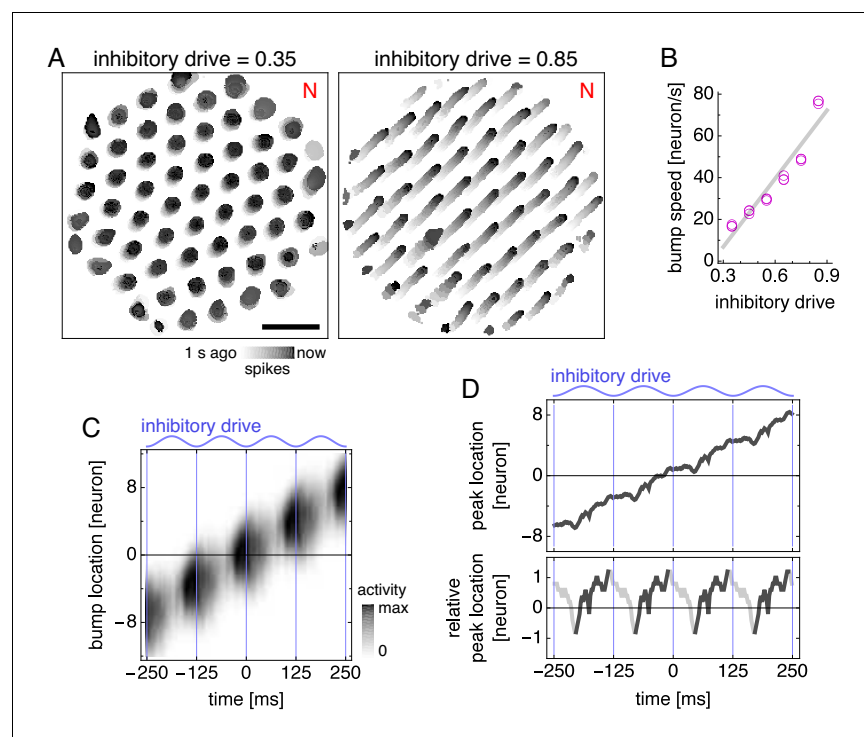 A
inhibitory drive = 0.35
inhibitory drive = 0.85
N
N
1 s ago
now
spikes
B
bump speed [neuron/s]
80
60
40
20
0
0.3
0.6
0.9
inhibitory drive
C
inhibitory drive
bump location [neuron]
8
0
−8
activity
max
0
−250
−125
0
125
250
time [ms]
D
inhibitory drive
peak location
[neuron]
8
0
−8
relative
peak location
[neuron]
1
0
−1
−250
−125
0
125
250
time [ms]